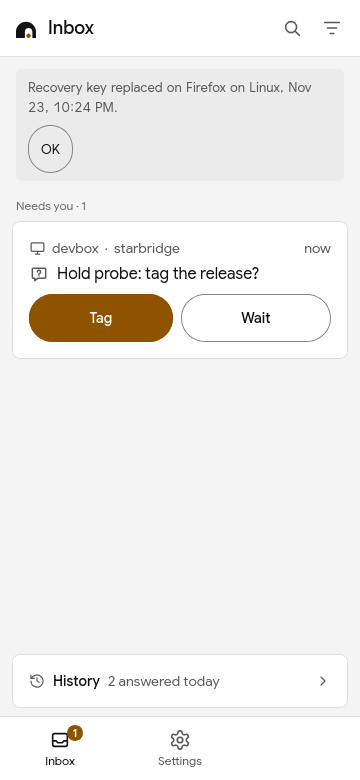 Inbox
Recovery key replaced on Firefox on Linux, Nov
23, 10:24 PM.
OK
Needs you · 1
devbox · starbridge now
Hold probe: tag the release?
Tag Wait
History 2 answered today
1
Inbox Settings